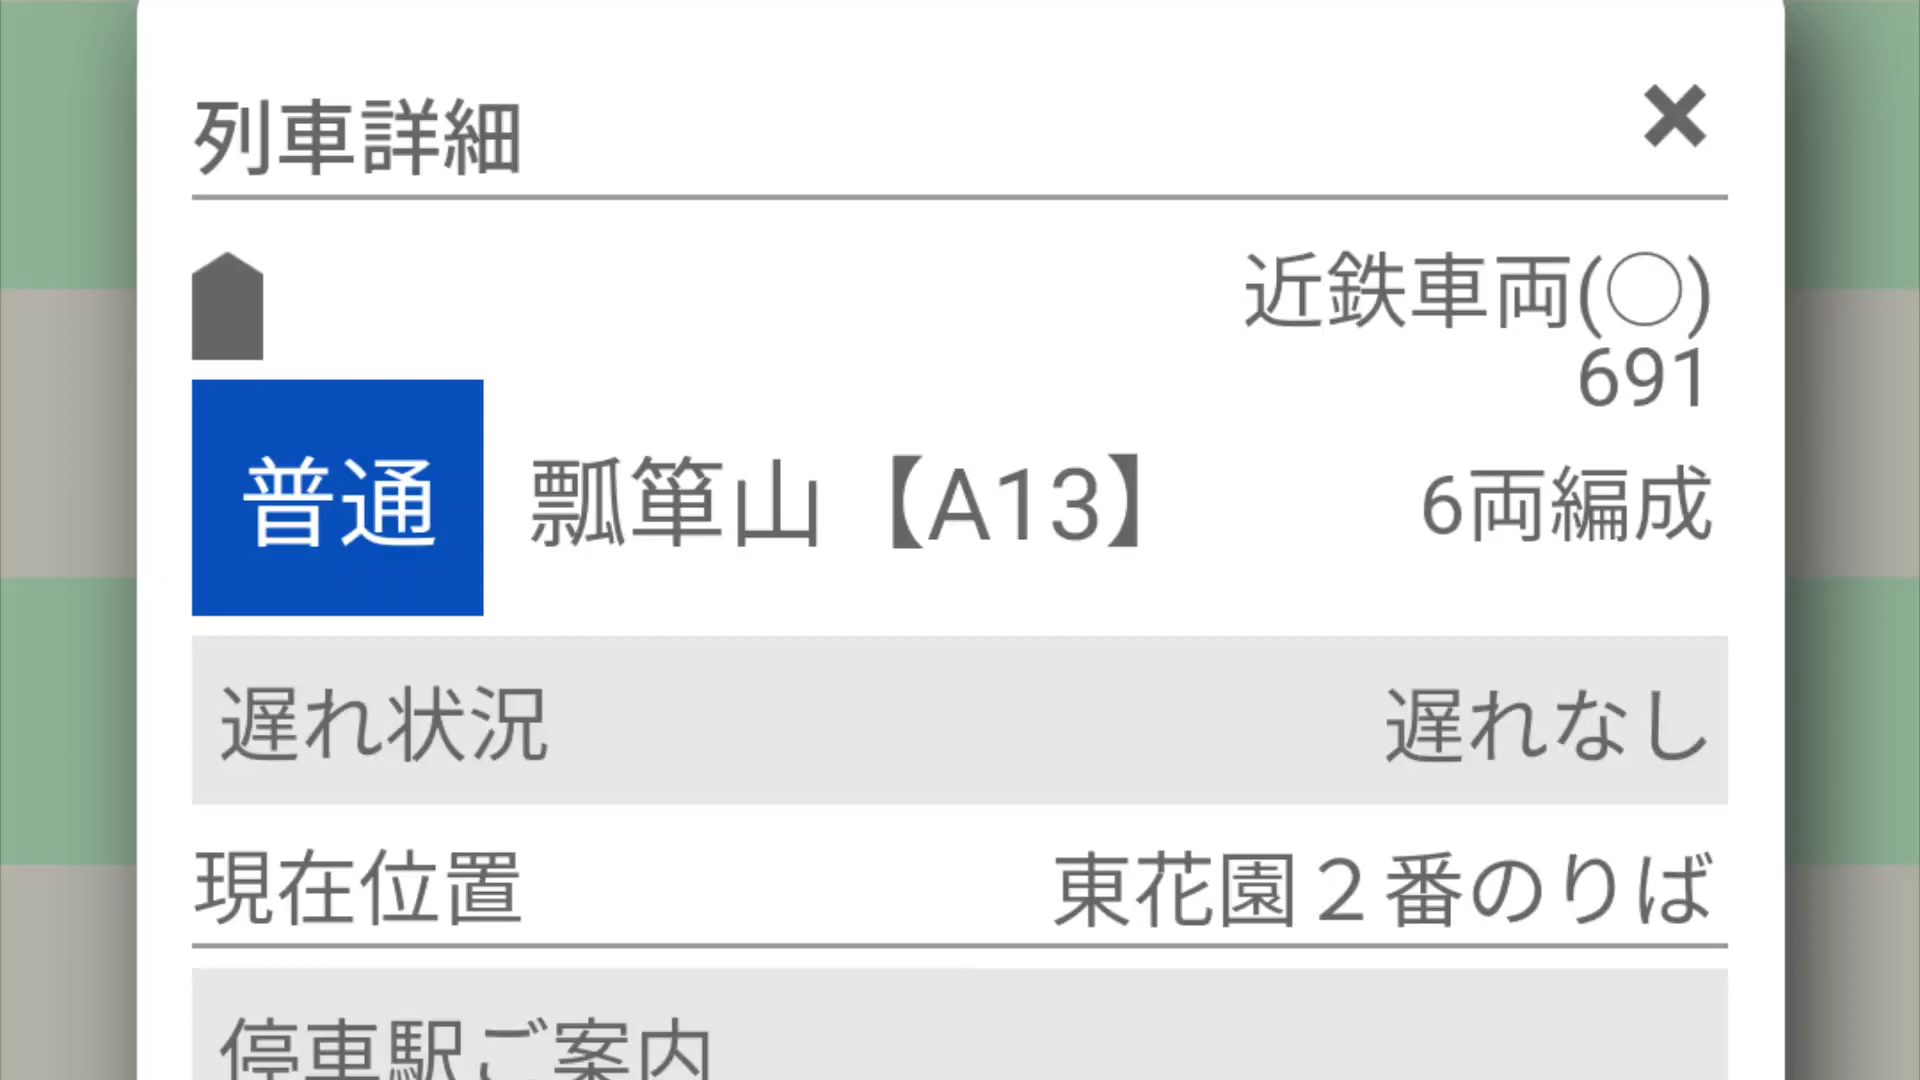 列車詳細
近鉄車両(◯)
691
普通 瓢箪山【A13】 6両編成
遅れ状況 遅れなし
現在位置 東花園２番のりば
停車駅ご案内